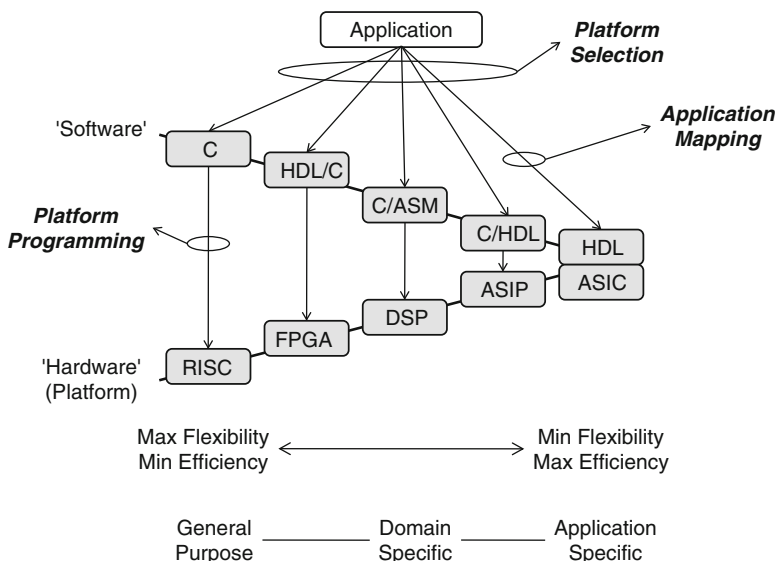 Application
Platform
Selection
Application
Mapping
'Software'
C
HDL/C
C/ASM
C/HDL
HDL
Platform
Programming
ASIC
ASIP
DSP
FPGA
RISC
'Hardware'
(Platform)
Max Flexibility
Min Efficiency
Min Flexibility
Max Efficiency
General
Purpose
Domain
Specific
Application
Specific